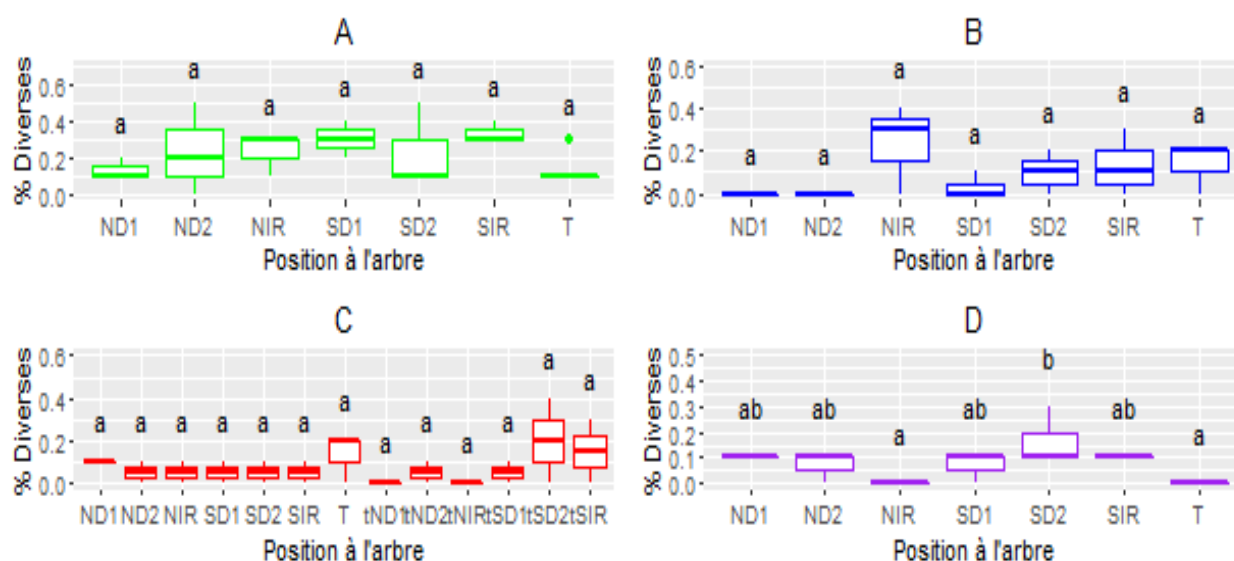 A
% Diverses
0.6
0.4
0.2
0.0
a a a a a a a
ND1 ND2 NIR SD1 SD2 SIR T
Position à l'arbre
B
% Diverses
0.6
0.4
0.2
0.0
a a a a a a a
ND1 ND2 NIR SD1 SD2 SIR T
Position à l'arbre
C
% Diverses
0.6
0.4
0.2
0.0
a a a a a a a a a a a a a
ND1 ND2 NIR SD1 SD2 SIR T tND1 tND2 tNIR tSD1 tSD2 tSIR
Position à l'arbre
D
% Diverses
0.5
0.4
0.3
0.2
0.1
0.0
ab ab a ab b ab a
ND1 ND2 NIR SD1 SD2 SIR T
Position à l'arbre